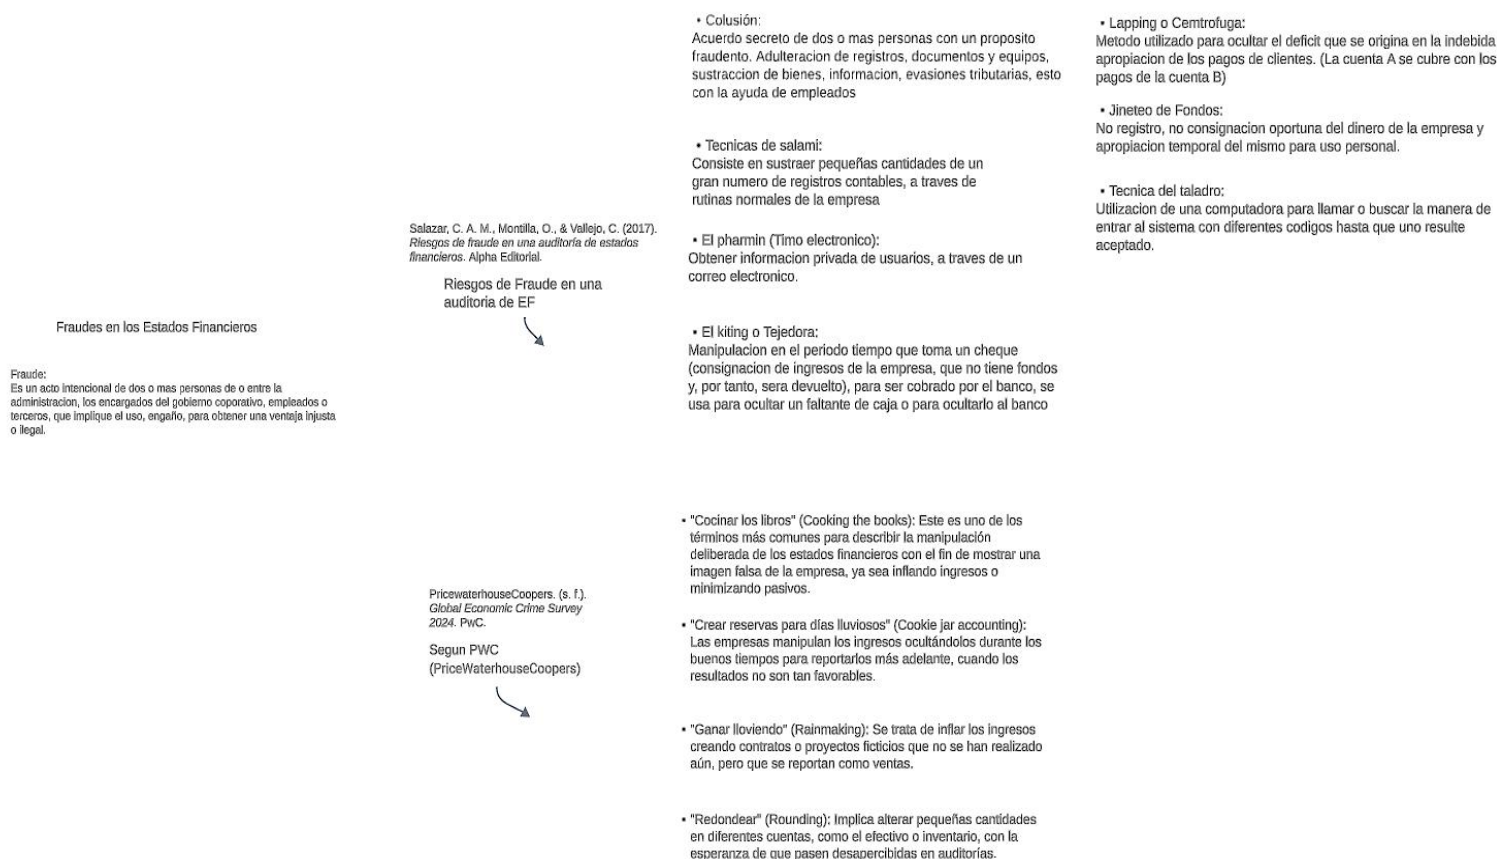 Fraudes en los Estados Financieros
Fraude:
Es un acto intencional de dos o mas personas de o entre la
administracion, los encargados del gobierno coporativo, empleados o
terceros, que implique el uso, engaño, para obtener una ventaja injusta
o ilegal.
Salazar, C. A. M., Montilla, O., & Vallejo, C. (2017).
Riesgos de fraude en una auditoría de estados
financieros. Alpha Editorial.
Riesgos de Fraude en una
auditoria de EF
• Colusión:
Acuerdo secreto de dos o mas personas con un proposito
fraudento. Adulteracion de registros, documentos y equipos,
sustraccion de bienes, informacion, evasiones tributarias, esto
con la ayuda de empleados
• Tecnicas de salami:
Consiste en sustraer pequeñas cantidades de un
gran numero de registros contables, a traves de
rutinas normales de la empresa
• El pharmin (Timo electronico):
Obtener informacion privada de usuarios, a traves de un
correo electronico.
• El kiting o Tejedora:
Manipulacion en el periodo tiempo que toma un cheque
(consignacion de ingresos de la empresa, que no tiene fondos
y, por tanto, sera devuelto), para ser cobrado por el banco, se
usa para ocultar un faltante de caja o para ocultarlo al banco
• Lapping o Cemtrofuga:
Metodo utilizado para ocultar el deficit que se origina en la indebida
apropiacion de los pagos de clientes. (La cuenta A se cubre con los
pagos de la cuenta B)
• Jineteo de Fondos:
No registro, no consignacion oportuna del dinero de la empresa y
apropiacion temporal del mismo para uso personal.
• Tecnica del taladro:
Utilizacion de una computadora para llamar o buscar la manera de
entrar al sistema con diferentes codigos hasta que uno resulte
aceptado.
PricewaterhouseCoopers. (s. f.).
Global Economic Crime Survey
2024. PwC.
Segun PWC
(PriceWaterhouseCoopers)
• "Cocinar los libros" (Cooking the books): Este es uno de los
términos más comunes para describir la manipulación
deliberada de los estados financieros con el fin de mostrar una
imagen falsa de la empresa, ya sea inflando ingresos o
minimizando pasivos.
• "Crear reservas para días lluviosos" (Cookie jar accounting):
Las empresas manipulan los ingresos ocultándolos durante los
buenos tiempos para reportarlos más adelante, cuando los
resultados no son tan favorables.
• "Ganar lloviendo" (Rainmaking): Se trata de inflar los ingresos
creando contratos o proyectos ficticios que no se han realizado
aún, pero que se reportan como ventas.
• "Redondear" (Rounding): Implica alterar pequeñas cantidades
en diferentes cuentas, como el efectivo o inventario, con la
esperanza de que pasen desapercibidas en auditorías.